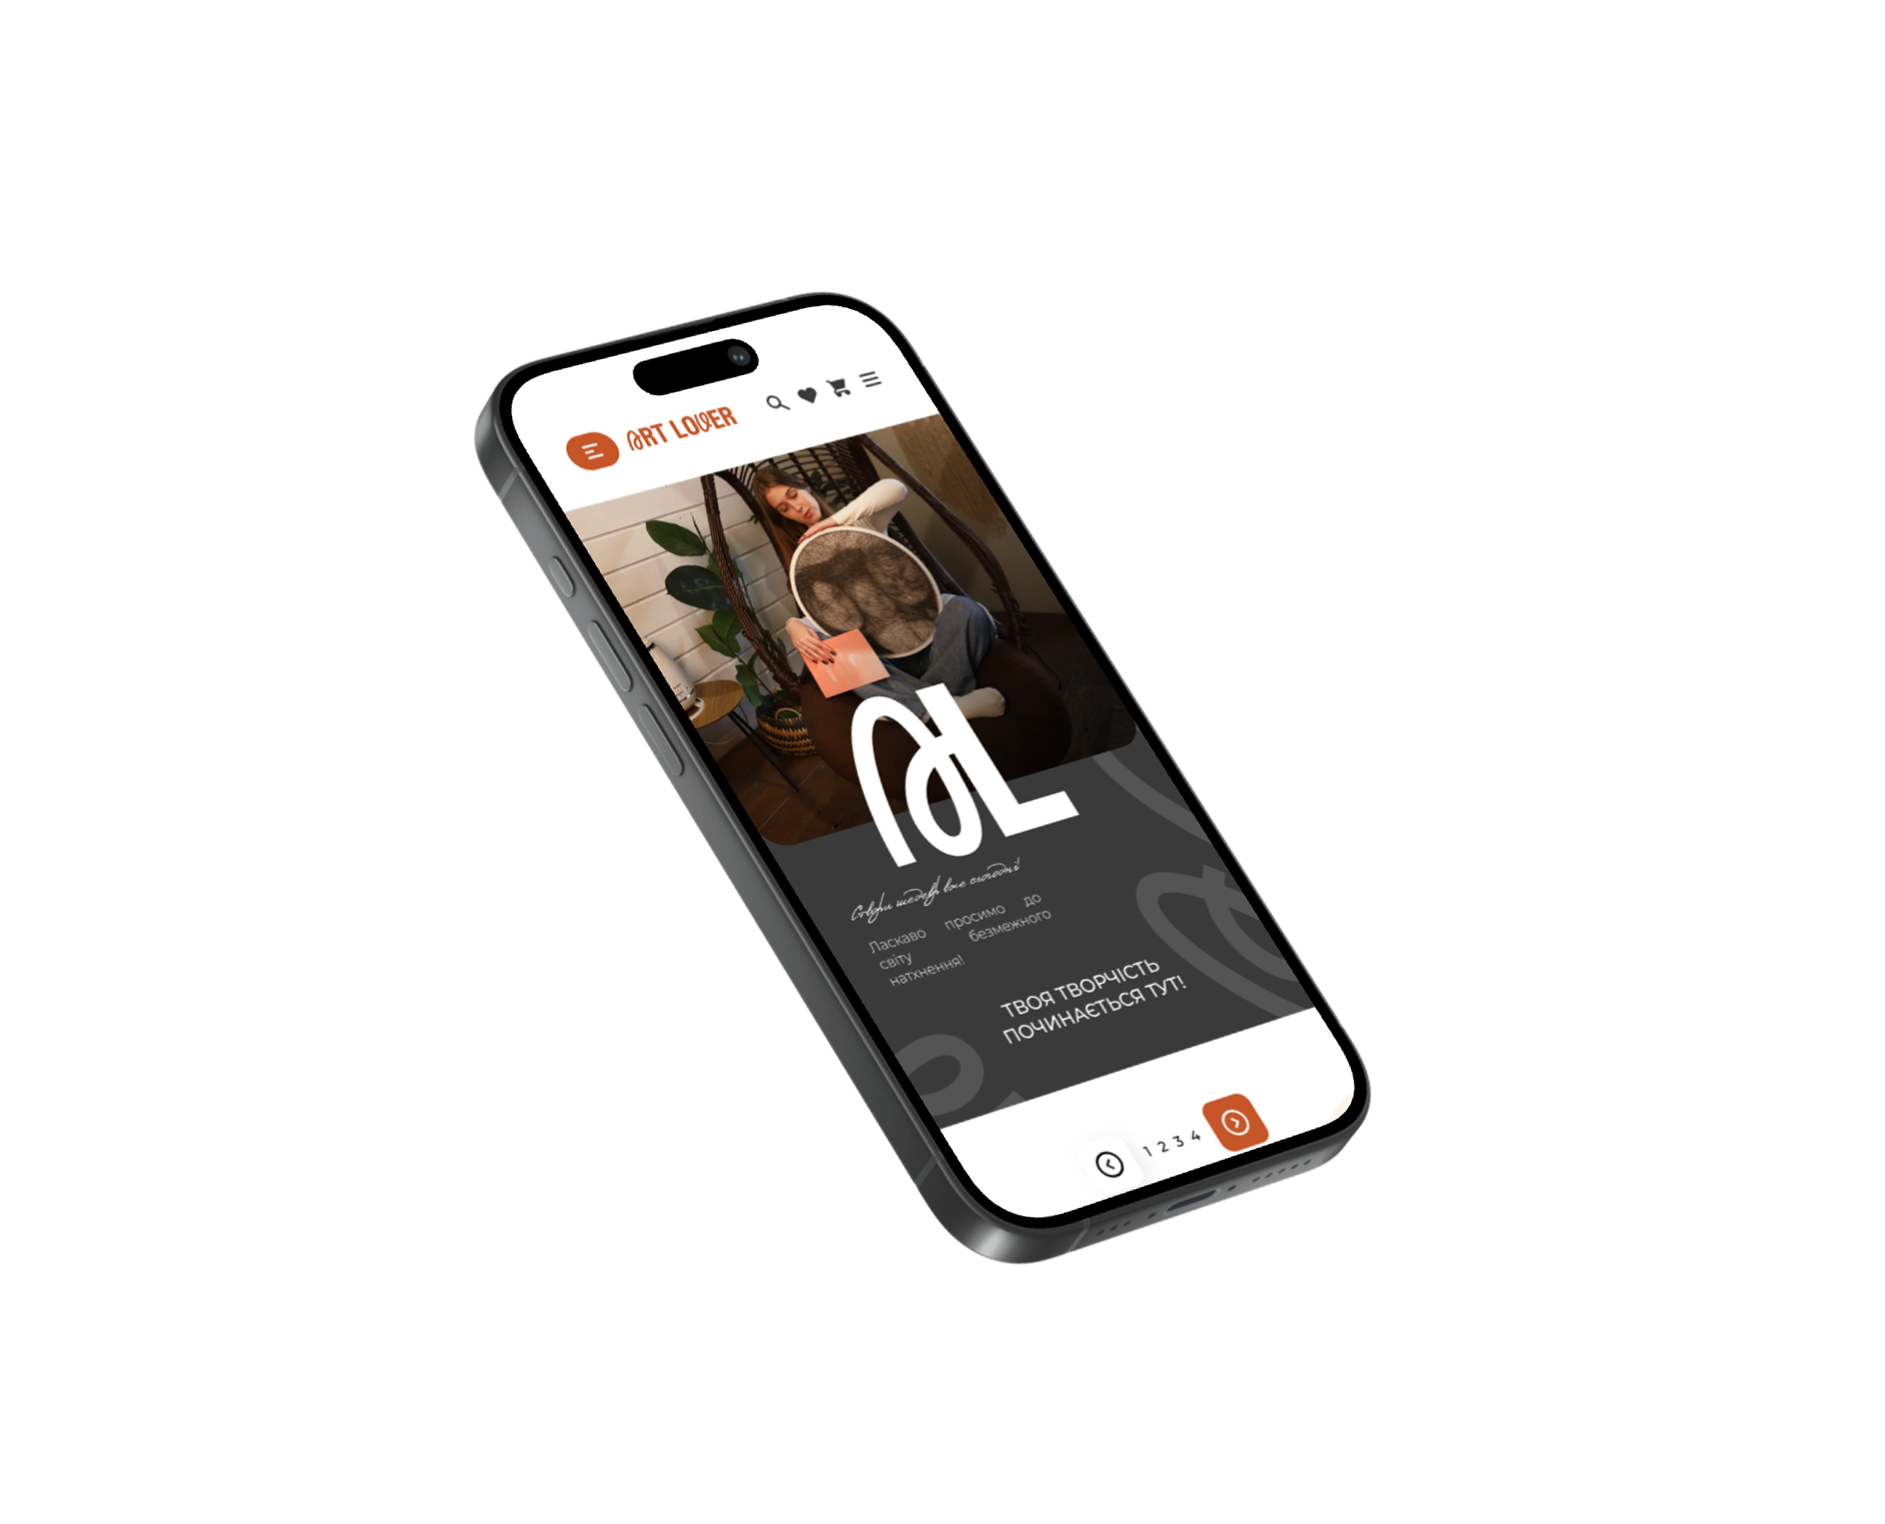 ART LOVER
AL
Створи шедевр вже сьогодні!
Ласкаво просимо до
світу безмежного
натхнення!
ТВОЯ ТВОРЧІСТЬ
ПОЧИНАЄТЬСЯ ТУТ!
1 2 3 4